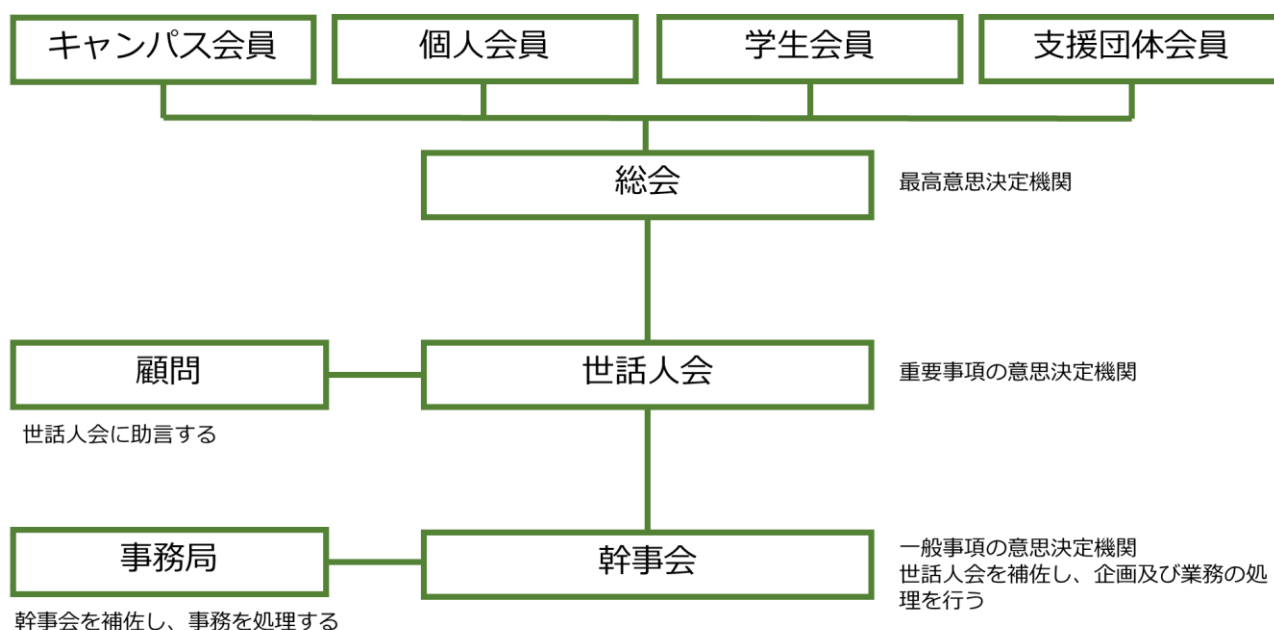 キャンパス会員
個人会員
学生会員
支援団体会員
総会
最高意思決定機関
顧問
世話人会
重要事項の意思決定機関
世話人会に助言する
事務局
幹事会
一般事項の意思決定機関
世話人会を補佐し、企画及び業務の処
理を行う
幹事会を補佐し、事務を処理する